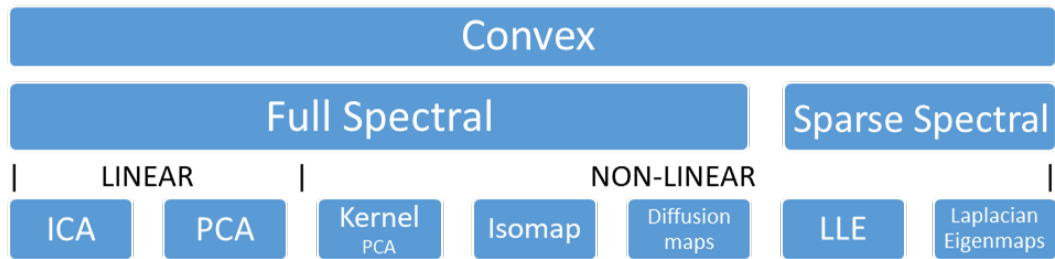 Convex
Full Spectral Sparse Spectral
| LINEAR | NON-LINEAR |
ICA PCA Kernel PCA Isomap Diffusion maps LLE Laplacian Eigenmaps